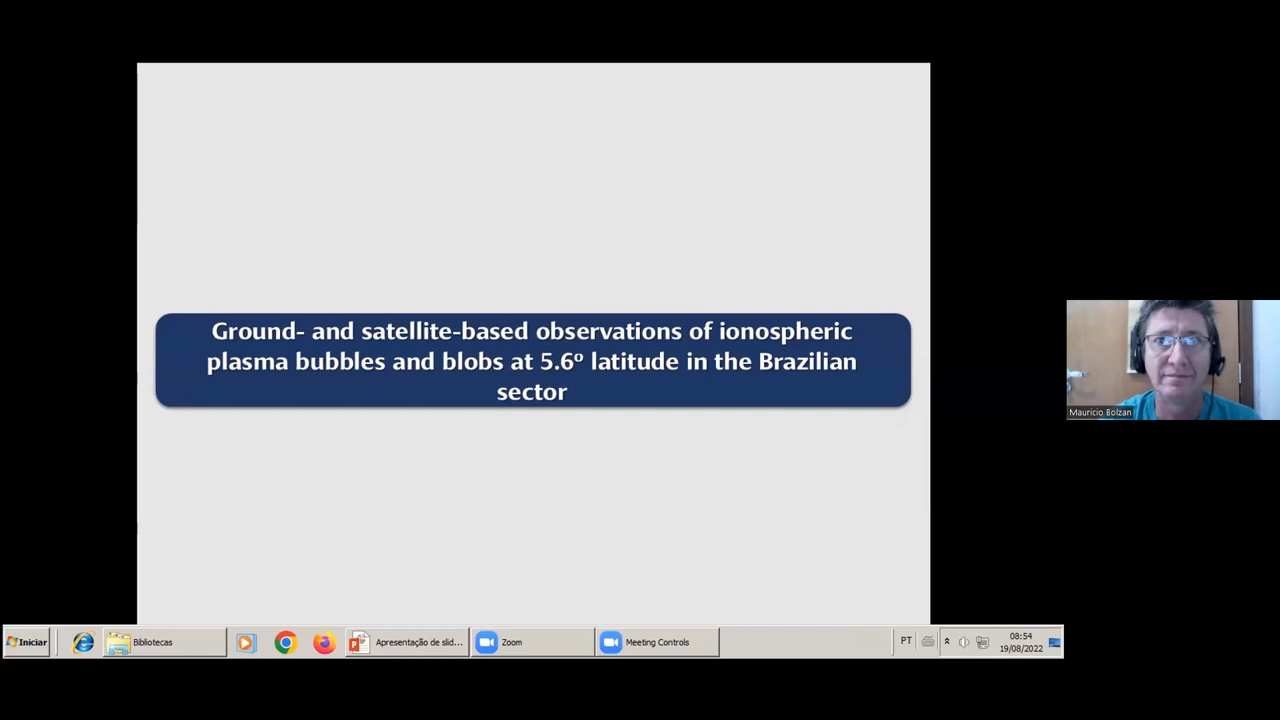 Ground- and satellite-based observations of ionospheric
plasma bubbles and blobs at 5.6º latitude in the Brazilian
sector
Mauricio Bolzan
Iniciar
Bibliotecas
Apresentação de slid...
Zoom
Meeting Controls
PT
08:54
19/08/2022